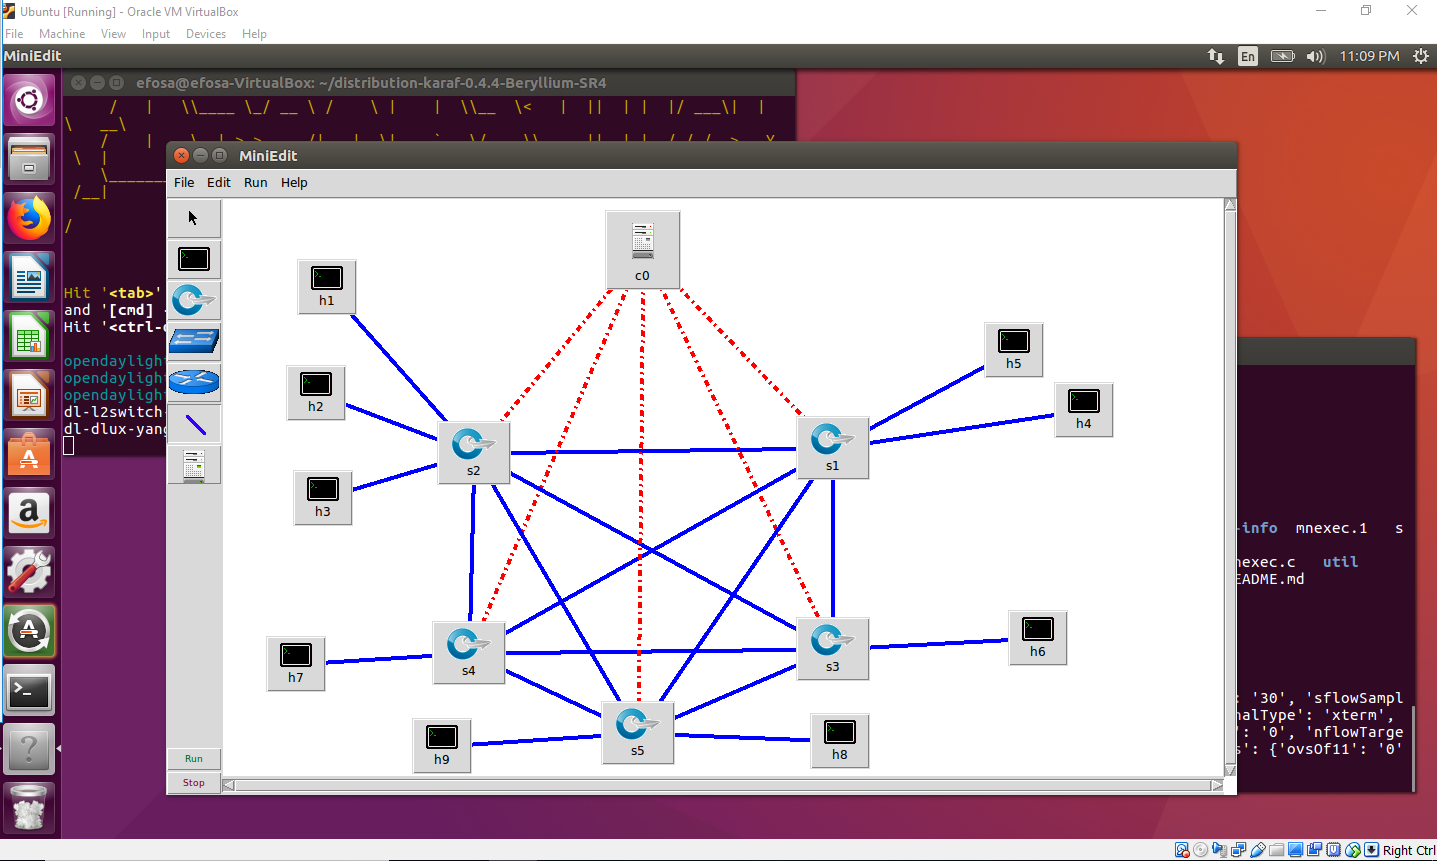 Ubuntu [Running] - Oracle VM VirtualBox
File Machine View Input Devices Help
MiniEdit
En
11:09 PM
efosa@efosa-VirtualBox: ~/distribution-karaf-0.4.4-Beryllium-SR4
Hit '<tab>'
and '[cmd]
Hit '<ctrl-
opendaylight
opendaylight
opendaylight
dl-l2switch
dl-dlux-yang
MiniEdit
File Edit Run Help
c0
h1
h5
h2
h4
s2
s1
h3
h6
s4
s3
h7
s5
h9
h8
Run
Stop
-info mnexec.1 s
nexec.c util
EADME.md
: '30', 'sflowSampl
nalType': 'xterm',
': '0', 'nflowTarge
s': {'ovsOf11': '0'
Right Ctrl